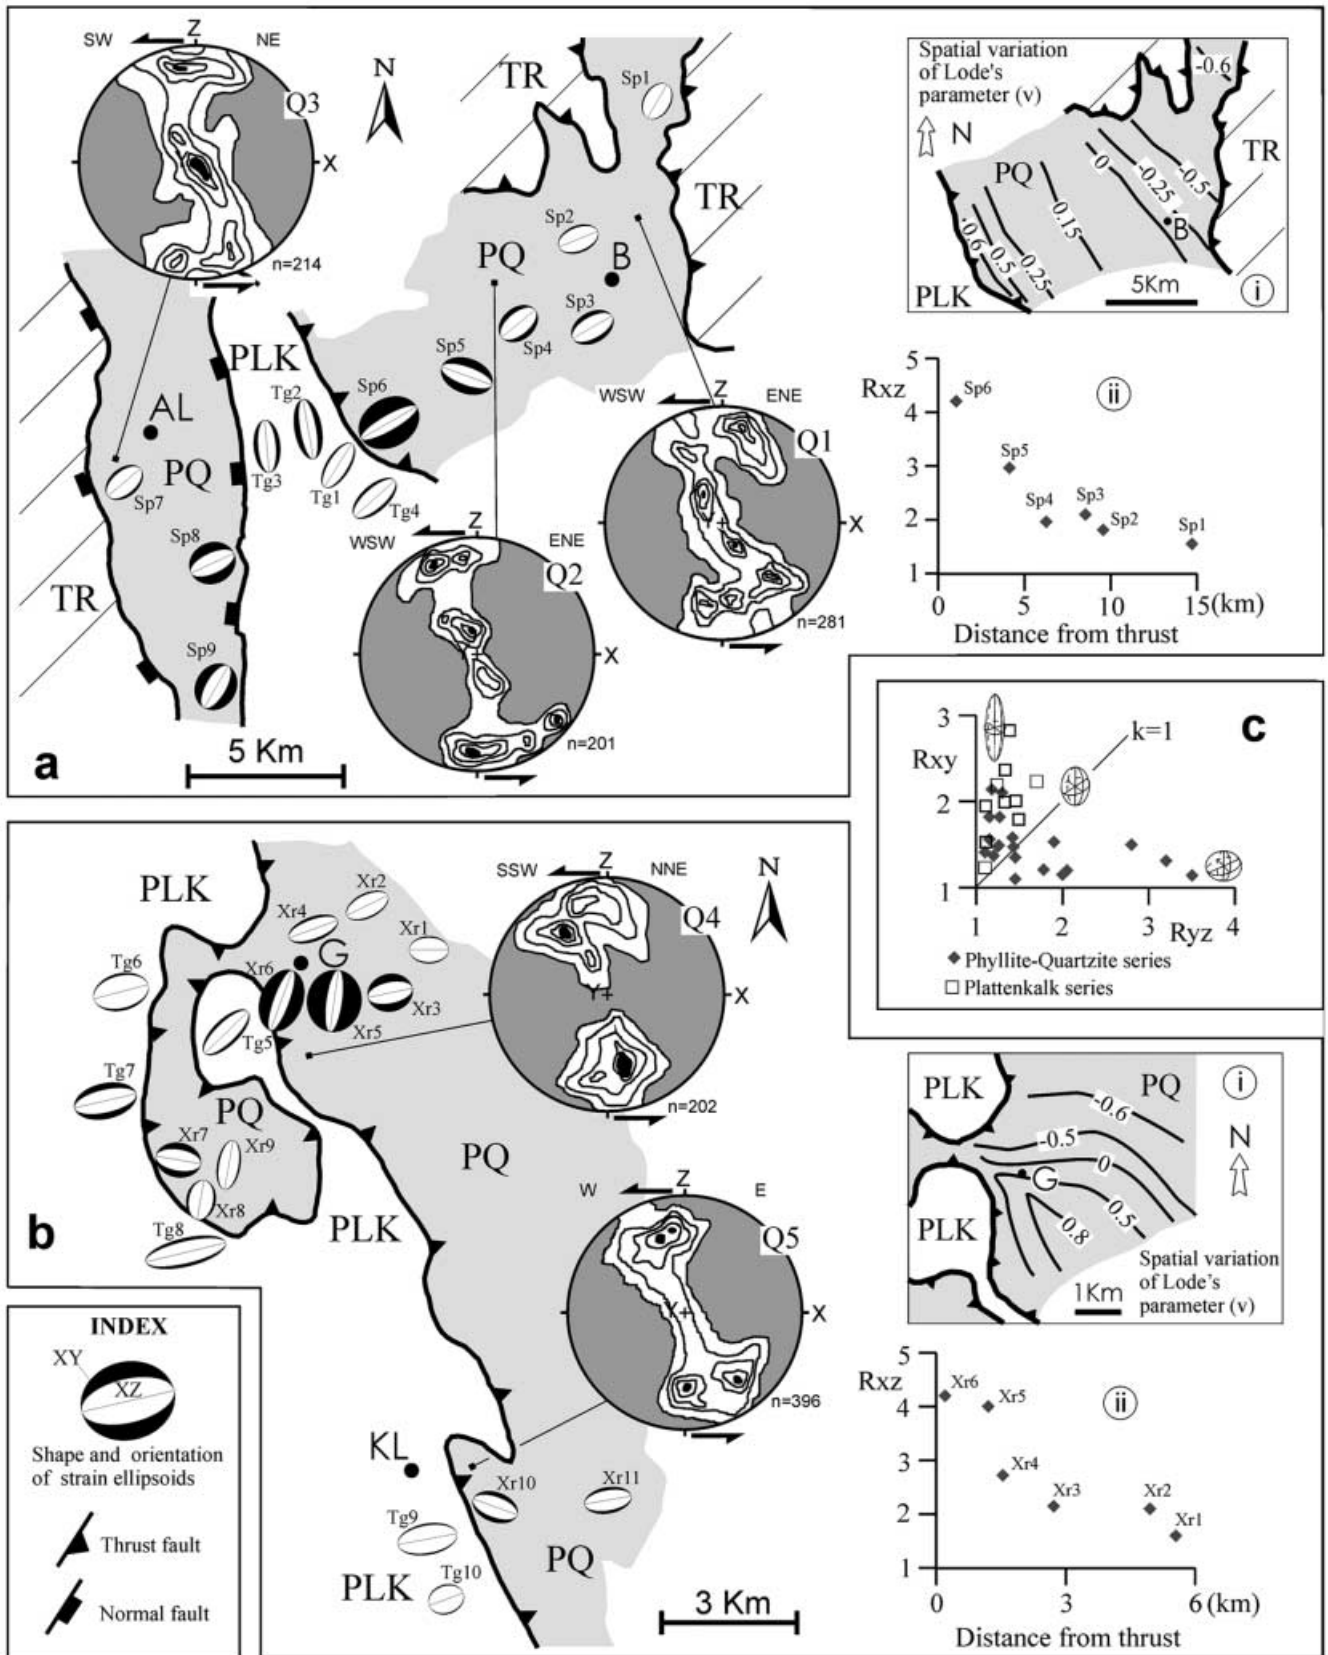 a
SW
Z
NE
Q3
X
n=214
N
TR
Sp1
TR
Sp2
PQ
B
Sp3
Sp4
Sp5
PLK
Tg2
Sp6
AL
PQ
Tg3
Tg1
Tg4
Sp7
Sp8
TR
Sp9
5 Km
WSW
Z
ENE
Q1
X
Y
n=281
WSW
Z
ENE
Q2
X
Y
n=201
Spatial variation
of Lode's
parameter (v)
N
-0.6
TR
PQ
0
-0.25
-0.5
0.15
B
0.6
0.5
0.25
PLK
5Km
i
5
Rxz
Sp6
ii
4
Sp5
3
Sp4
Sp3
Sp2
Sp1
2
1
0
5
10
15(km)
Distance from thrust
c
3
Rxy
k=1
2
1
1
2
3
4
Ryz
Phyllite-Quartzite series
Plattenkalk series
b
PLK
Xr2
Xr4
Xr1
G
Tg6
Xr6
Xr3
Xr5
Tg5
Tg7
PQ
Xr7
Xr9
Xr8
Tg8
PLK
PQ
SSW
Z
NNE
Q4
X
Y
n=202
N
W
Z
E
Q5
X
Y
n=396
KL
Xr10
Xr11
Tg9
Tg10
PLK
PQ
3 Km
PLK
PQ
i
-0.6
-0.5
N
0
G
0.5
PLK
0.8
Spatial variation
of Lode's
parameter (v)
1Km
5
Rxz
Xr6
Xr5
ii
4
Xr4
3
Xr3
Xr2
Xr1
2
1
0
3
6 (km)
Distance from thrust
INDEX
XY
XZ
Shape and orientation
of strain ellipsoids
Thrust fault
Normal fault